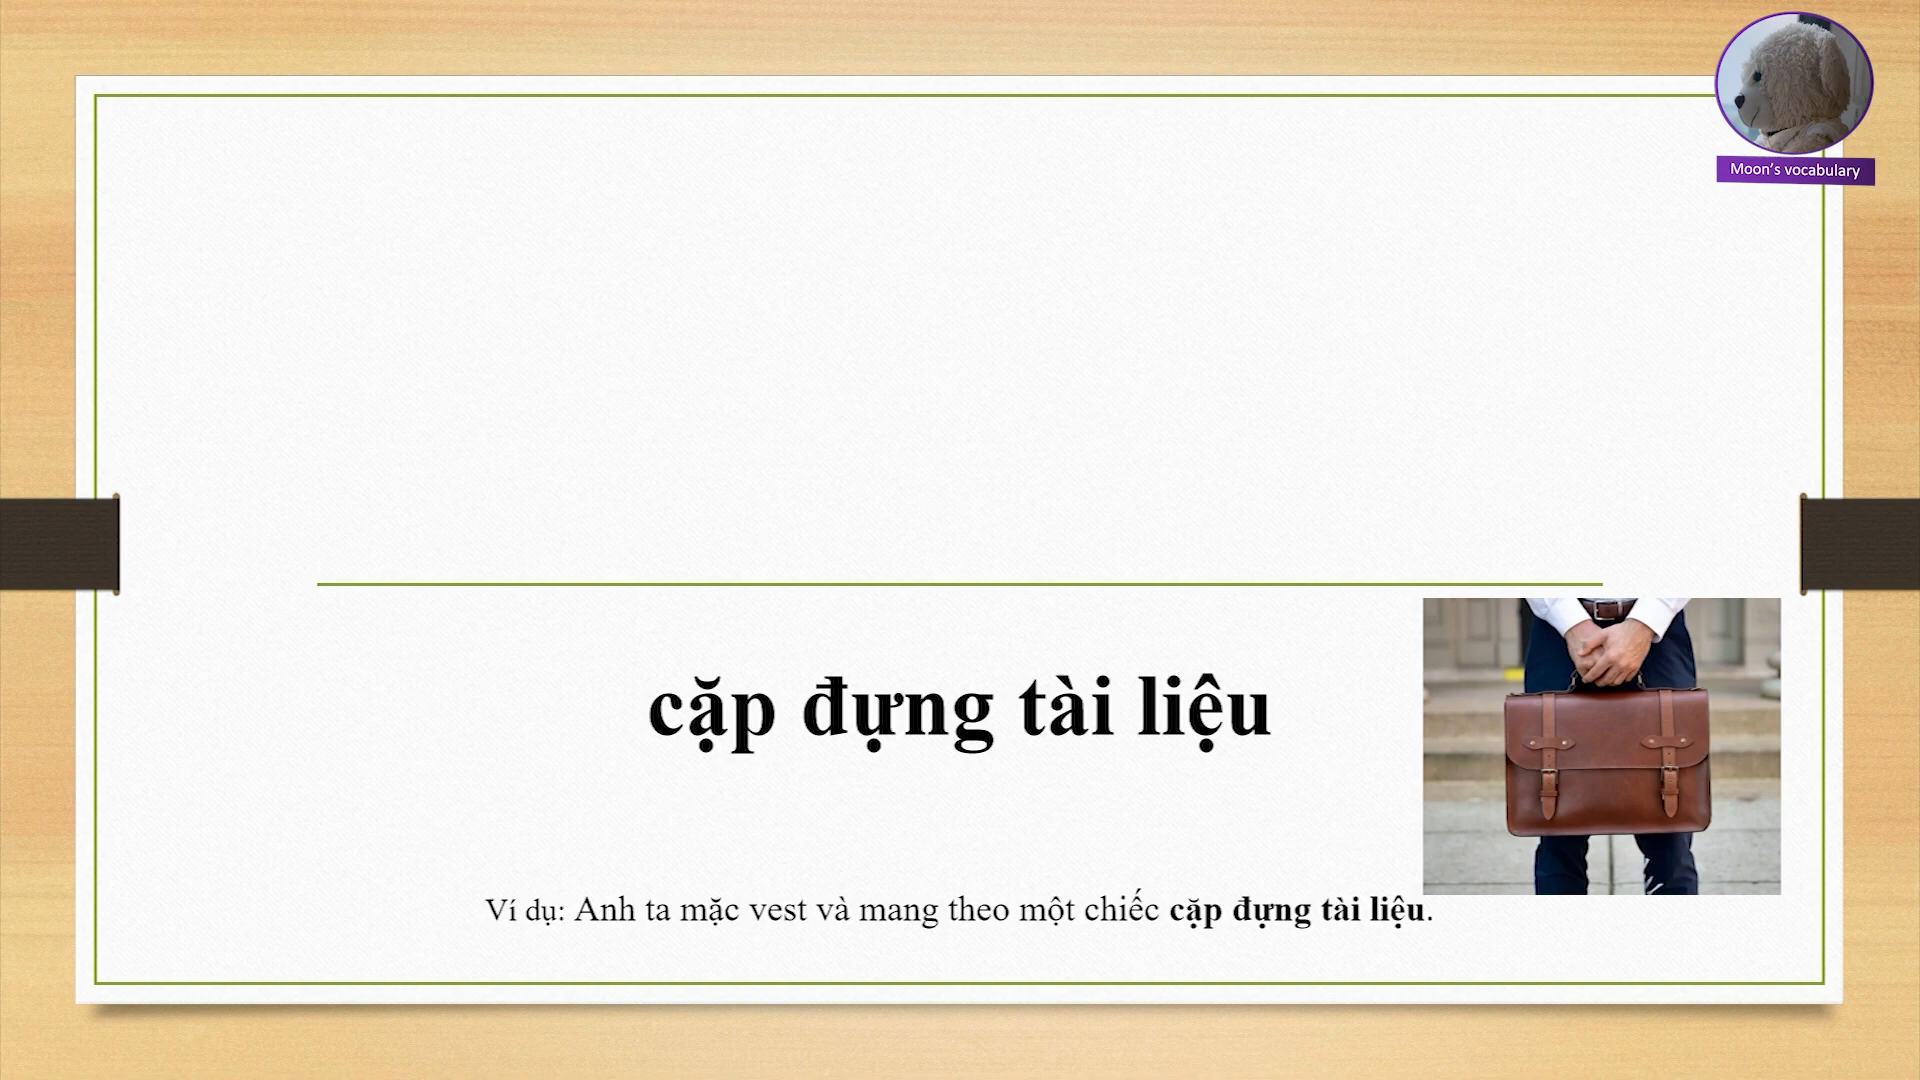 Moon's vocabulary
cặp đựng tài liệu
Ví dụ: Anh ta mặc vest và mang theo một chiếc cặp đựng tài liệu.